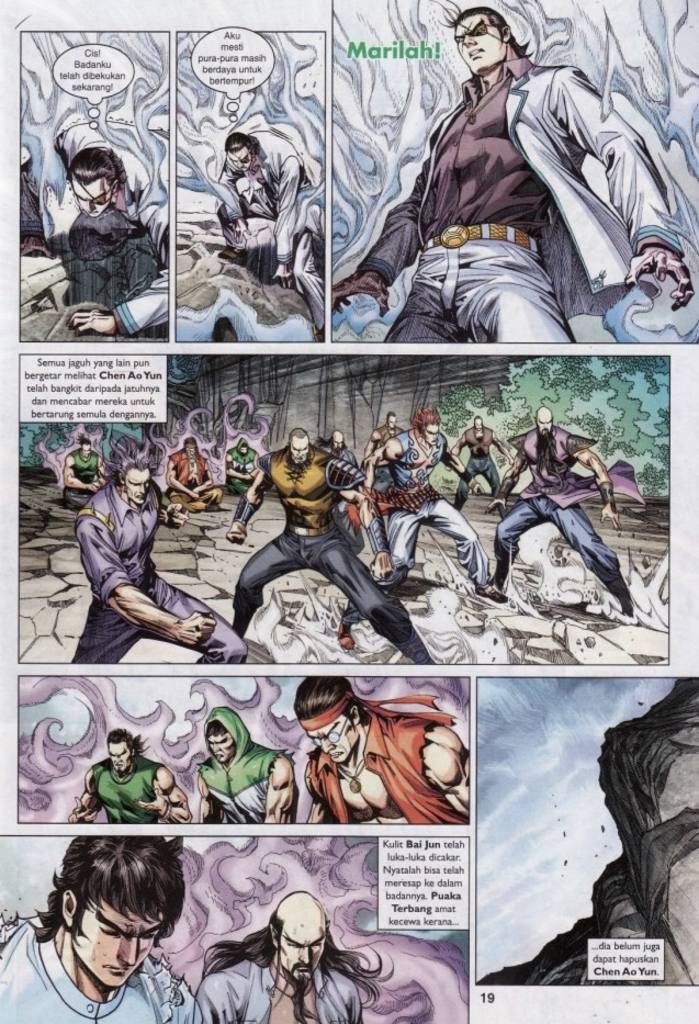 Cis!
Badanku
telah dibekukan
sekarang!
Aku
mesti
pura-pura masih
berdaya untuk
bertempur!
Marilah!
Semua jaguh yang lain pun
bergetar melihat Chen Ao Yun
telah bangkit daripada jatuhnya
dan mencabar mereka untuk
bertarung semula dengannya.
Kulit Bai Jun telah
luka-luka dicakar.
Nyatalah bisa telah
meresap ke dalam
badannya. Puaka
Terbang amat
kecewa kerana...
...dia belum juga
dapat hapuskan
Chen Ao Yun.
19